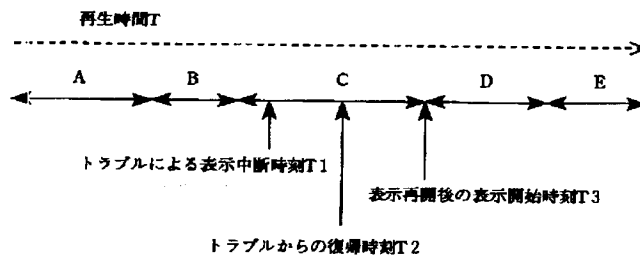 再生時間T
A B C D E
トラブルによる表示中断時刻T1
表示再開後の表示開始時刻T3
トラブルからの復帰時刻T2